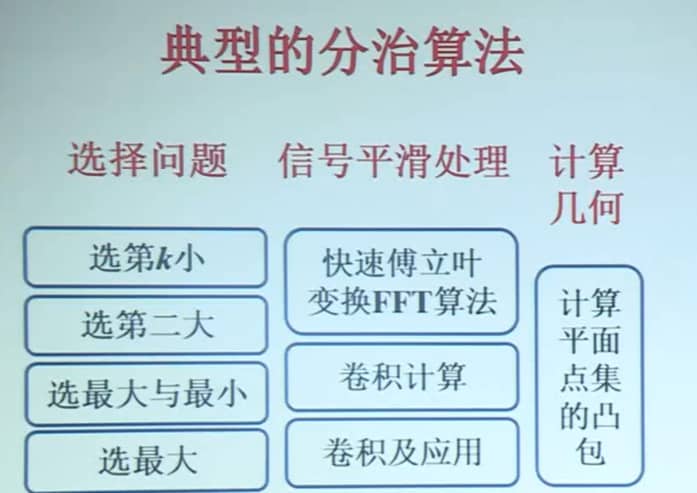 典型的分治算法
选择问题
信号平滑处理
计算
几何
选第k小
选第二大
选最大与最小
选最大
快速傅立叶
变换FFT算法
卷积计算
卷积及应用
计算
平面
点集
的凸
包